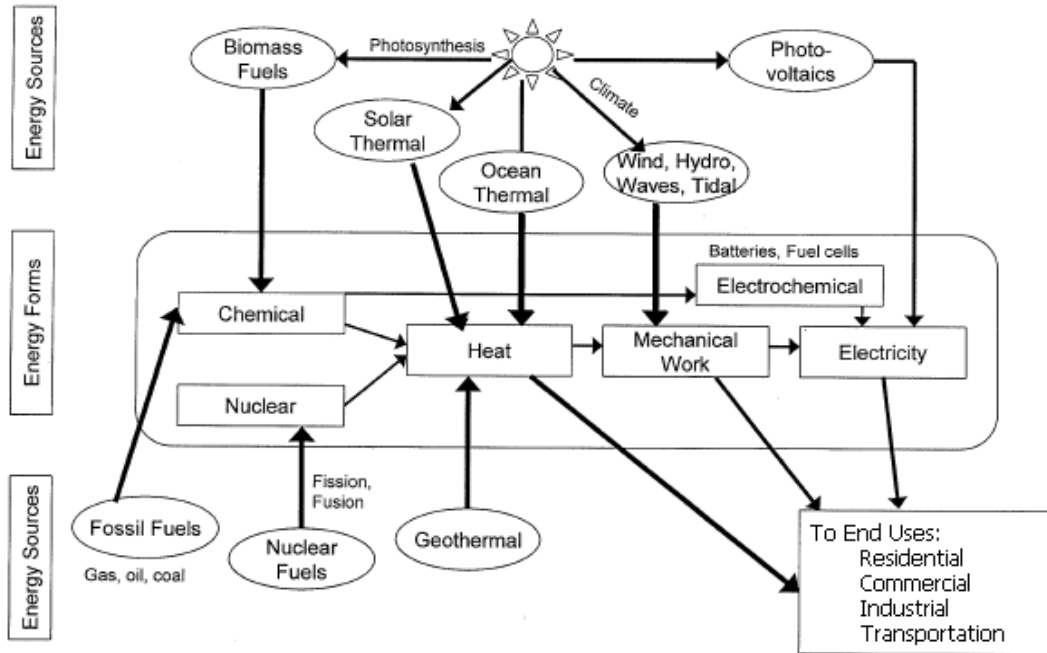 Energy Sources
Biomass
Fuels
Photosynthesis
Photo-
voltaics
Climate
Solar
Thermal
Ocean
Thermal
Wind, Hydro,
Waves, Tidal
Energy Forms
Batteries, Fuel cells
Electrochemical
Chemical
Heat
Mechanical
Work
Electricity
Nuclear
Energy Sources
Fossil Fuels
Gas, oil, coal
Fission,
Fusion
Nuclear
Fuels
Geothermal
To End Uses:
Residential
Commercial
Industrial
Transportation